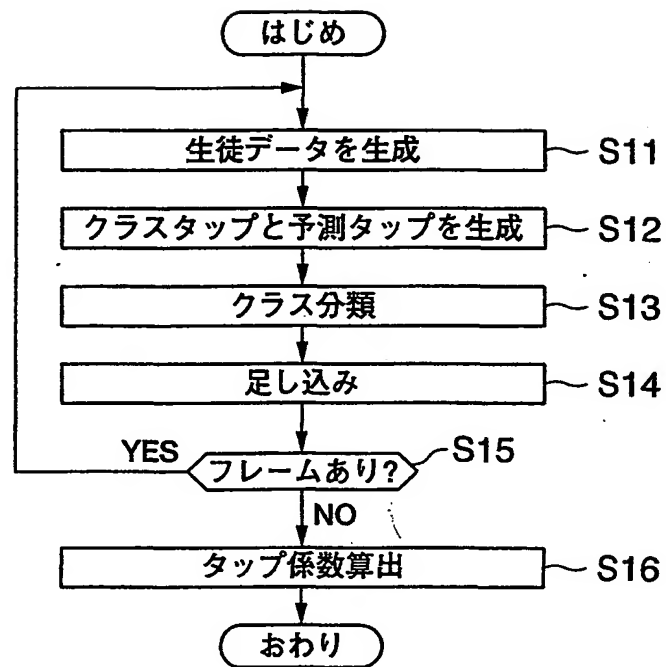 はじめ
生徒データを生成 S11
クラスタップと予測タップを生成 S12
クラス分類 S13
足し込み S14
YES フレームあり? S15
NO
タップ係数算出 S16
おわり